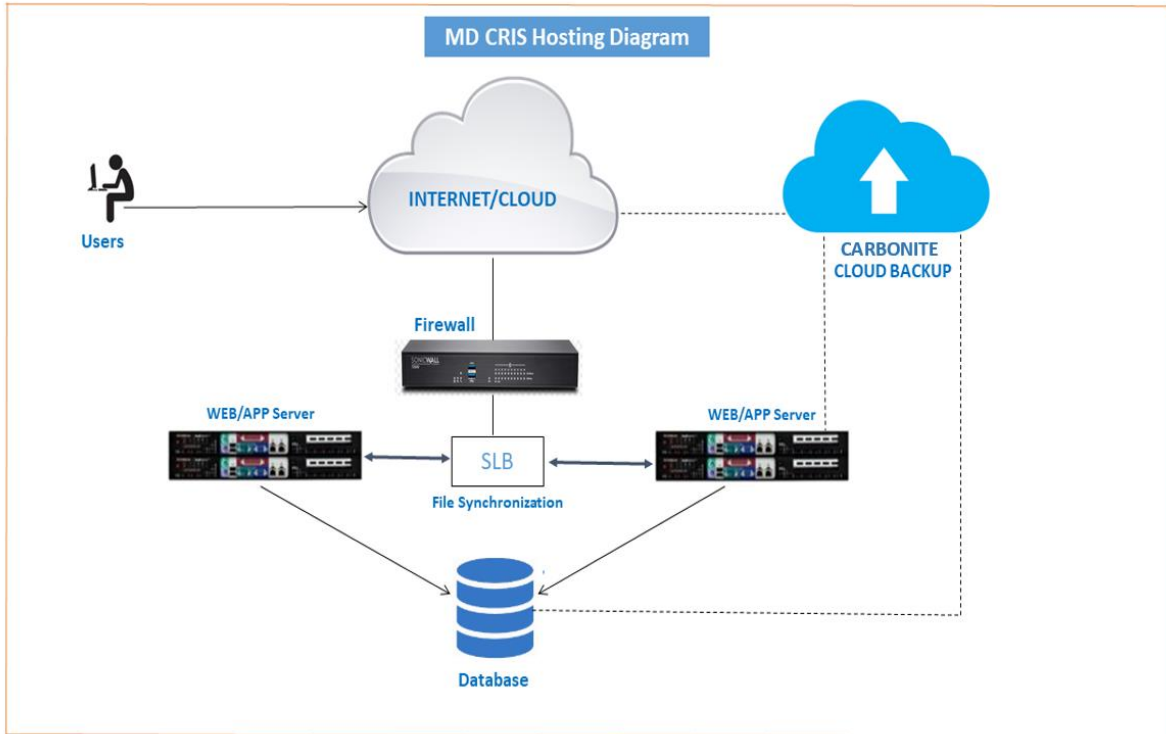 MD CRIS Hosting Diagram
INTERNET/CLOUD
Users
CARBONITE
CLOUD BACKUP
Firewall
SONICWALL
WEB/APP Server
WEB/APP Server
SLB
File Synchronization
Database